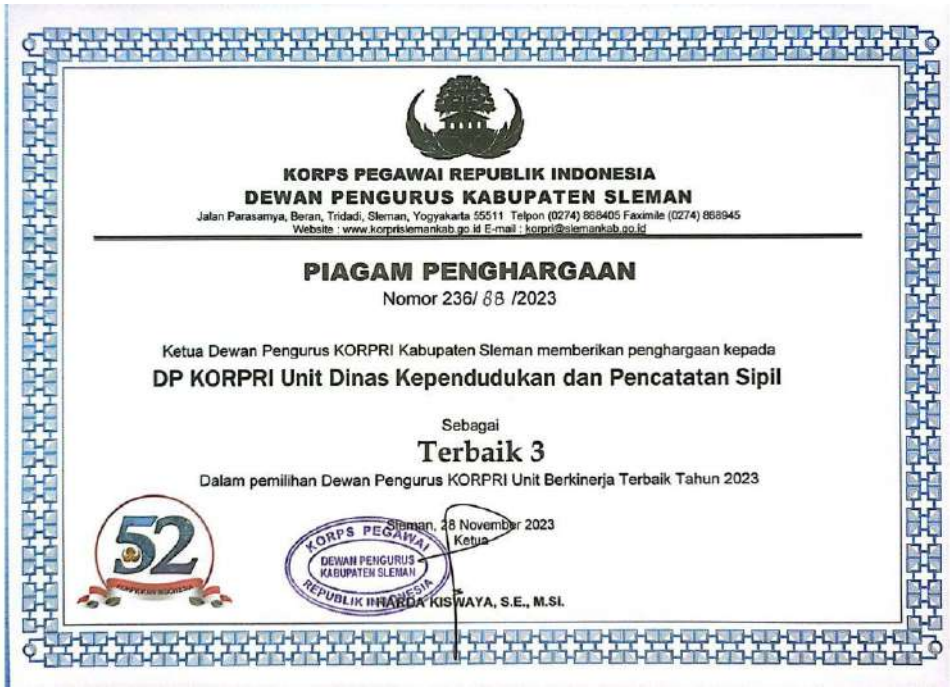 KORPS PEGAWAI REPUBLIK INDONESIA
DEWAN PENGURUS KABUPATEN SLEMAN
Jalan Parasamya, Beran, Tridadi, Sleman, Yogyakarta 55511 Telpon (0274) 868405 Faximile (0274) 868945
Website : www.korprislemankab.go.id E-mail : korpri@slemankab.go.id
PIAGAM PENGHARGAAN
Nomor 236/ 88 /2023
Ketua Dewan Pengurus KORPRI Kabupaten Sleman memberikan penghargaan kepada
DP KORPRI Unit Dinas Kependudukan dan Pencatatan Sipil
Sebagai
Terbaik 3
Dalam pemilihan Dewan Pengurus KORPRI Unit Berkinerja Terbaik Tahun 2023
Sleman, 28 November 2023
Ketua
KORPS PEGAWAI
DEWAN PENGURUS
KABUPATEN SLEMAN
REPUBLIK INDONESIA
HARDA KISWAYA, S.E., M.SI.
52